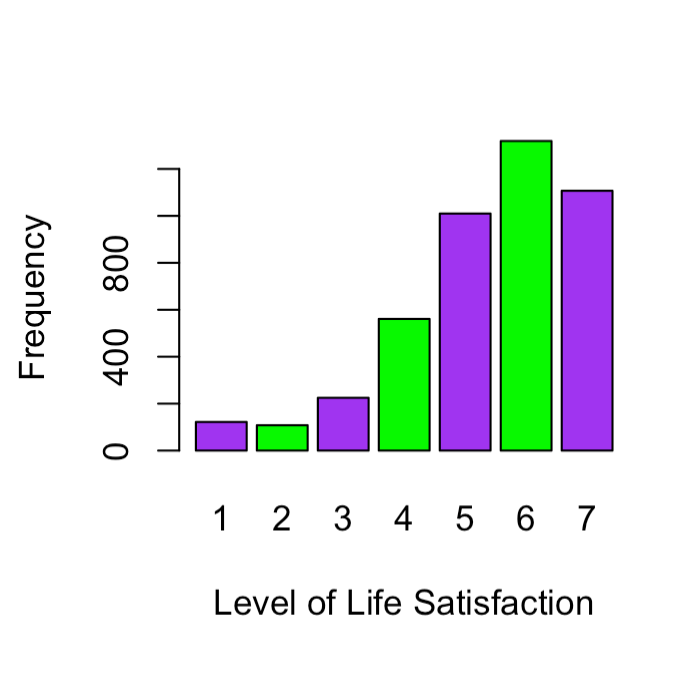 Frequency
800
400
0
1 2 3 4 5 6 7
Level of Life Satisfaction